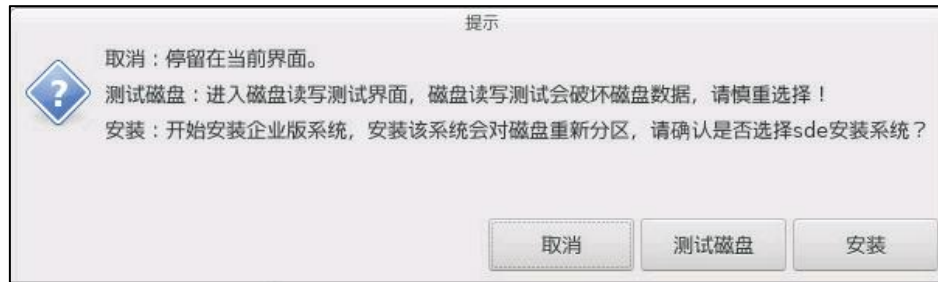 提示
取消：停留在当前界面。
测试磁盘：进入磁盘读写测试界面，磁盘读写测试会破坏磁盘数据，请慎重选择！
安装：开始安装企业版系统，安装该系统会对磁盘重新分区，请确认是否选择sde安装系统？
取消 测试磁盘 安装